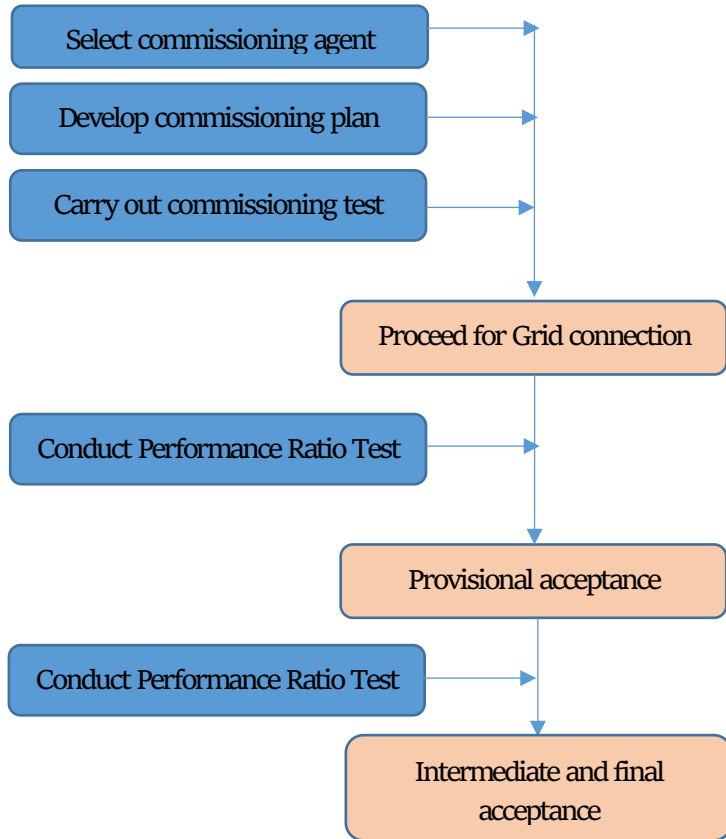 Select commissioning agent
Develop commissioning plan
Carry out commissioning test
Proceed for Grid connection
Conduct Performance Ratio Test
Provisional acceptance
Conduct Performance Ratio Test
Intermediate and final
acceptance